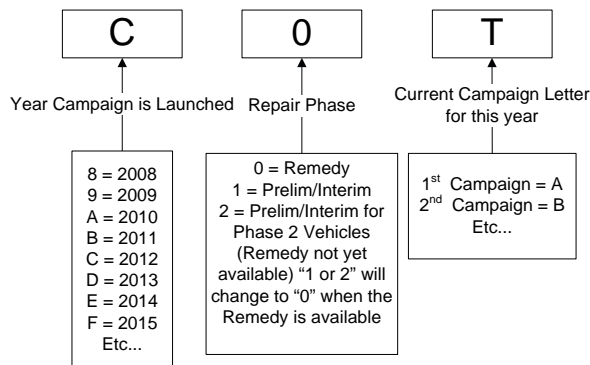 C 0 T
Year Campaign is Launched
Repair Phase
Current Campaign Letter
for this year
8 = 2008
9 = 2009
A = 2010
B = 2011
C = 2012
D = 2013
E = 2014
F = 2015
Etc...
0 = Remedy
1 = Prelim/Interim
2 = Prelim/Interim for
Phase 2 Vehicles
(Remedy not yet
available) “1 or 2” will
change to “0” when the
Remedy is available
1st Campaign = A
2nd Campaign = B
Etc...